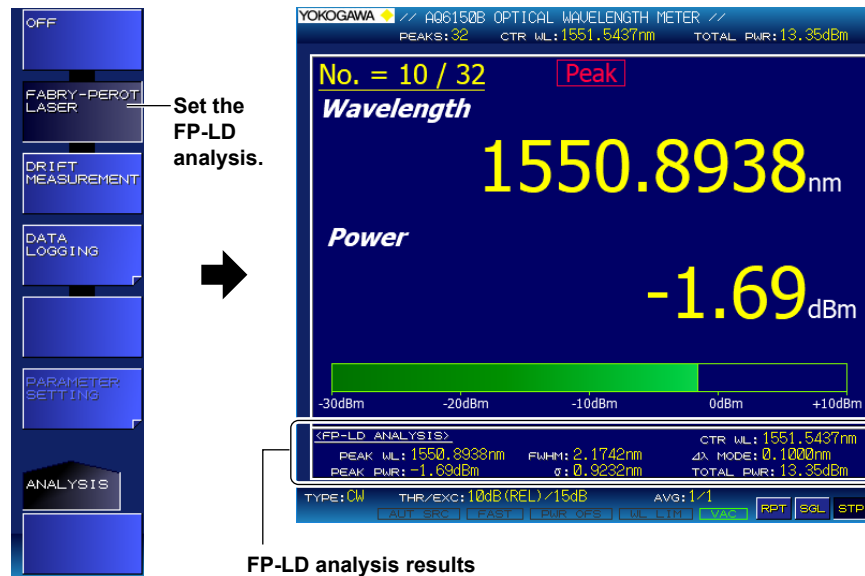 OFF
FABRY-PEROT
LASER
DRIFT
MEASUREMENT
DATA
LOGGING
PARAMETER
SETTING
ANALYSIS
Set the
FP-LD
analysis.
YOKOGAWA // AQ6150B OPTICAL WAVELENGTH METER //
PEAKS:32 CTR WL:1551.5437nm TOTAL PWR:13.35dBm
No. = 10 / 32 Peak
Wavelength
1550.8938nm
Power
-1.69dBm
-30dBm -20dBm -10dBm 0dBm +10dBm
<FP-LD ANALYSIS> CTR WL:1551.5437nm
PEAK WL:1550.8938nm FWHM:2.1742nm Δλ MODE:0.1000nm
PEAK PWR:-1.69dBm σ:0.9232nm TOTAL PWR:13.35dBm
TYPE:CW THR/EXC:10dB(REL)/15dB AVG:1/1
AUT SRC FAST PWR OFS WL LIM VAC RPT SGL STP
FP-LD analysis results